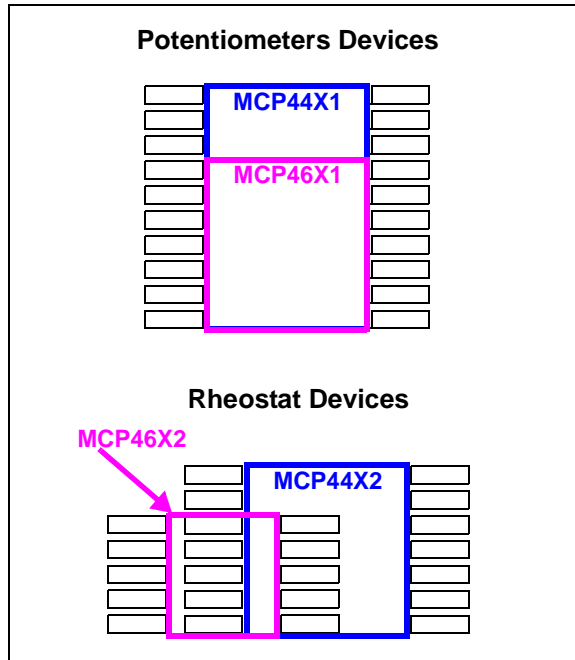 Potentiometers Devices
MCP44X1
MCP46X1
Rheostat Devices
MCP46X2
MCP44X2